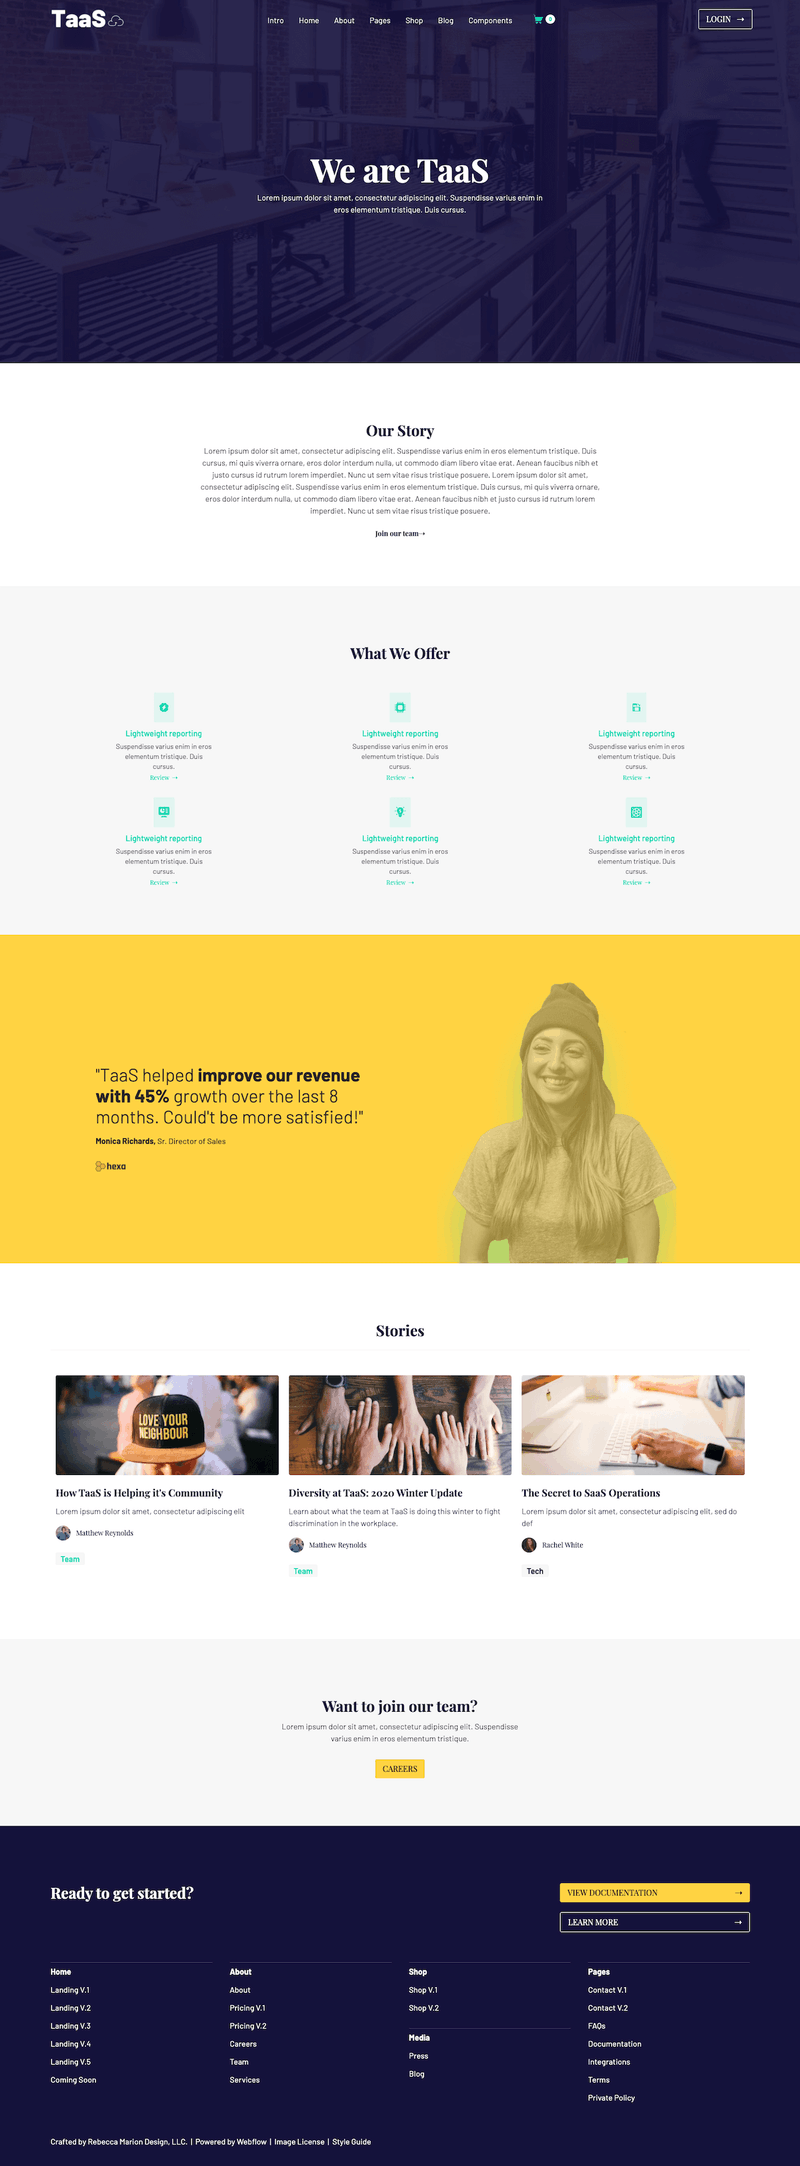 TaaS
Intro Home About Pages Shop Blog Components 0
LOGIN →
We are TaaS
Lorem ipsum dolor sit amet, consectetur adipiscing elit. Suspendisse varius enim in
eros elementum tristique. Duis cursus.
Our Story
Lorem ipsum dolor sit amet, consectetur adipiscing elit. Suspendisse varius enim in eros elementum tristique. Duis
cursus, mi quis viverra ornare, eros dolor interdum nulla, ut commodo diam libero vitae erat. Aenean faucibus nibh et
justo cursus id rutrum lorem imperdiet. Nunc ut sem vitae risus tristique posuere. Lorem ipsum dolor sit amet,
consectetur adipiscing elit. Suspendisse varius enim in eros elementum tristique. Duis cursus, mi quis viverra ornare,
eros dolor interdum nulla, ut commodo diam libero vitae erat. Aenean faucibus nibh et justo cursus id rutrum lorem
imperdiet. Nunc ut sem vitae risus tristique posuere.
Join our team→
What We Offer
Lightweight reporting
Suspendisse varius enim in eros
elementum tristique. Duis
cursus.
Review →
Lightweight reporting
Suspendisse varius enim in eros
elementum tristique. Duis
cursus.
Review →
Lightweight reporting
Suspendisse varius enim in eros
elementum tristique. Duis
cursus.
Review →
Lightweight reporting
Suspendisse varius enim in eros
elementum tristique. Duis
cursus.
Review →
Lightweight reporting
Suspendisse varius enim in eros
elementum tristique. Duis
cursus.
Review →
Lightweight reporting
Suspendisse varius enim in eros
elementum tristique. Duis
cursus.
Review →
"TaaS helped improve our revenue
with 45% growth over the last 8
months. Could't be more satisfied!"
Monica Richards, Sr. Director of Sales
hexa
Stories
LOVE YOUR
NEIGHBOUR
How TaaS is Helping it's Community
Lorem ipsum dolor sit amet, consectetur adipiscing elit
Matthew Reynolds
Team
Diversity at TaaS: 2020 Winter Update
Learn about what the team at TaaS is doing this winter to fight
discrimination in the workplace.
Matthew Reynolds
Team
The Secret to SaaS Operations
Lorem ipsum dolor sit amet, consectetur adipiscing elit, sed do
def
Rachel White
Tech
Want to join our team?
Lorem ipsum dolor sit amet, consectetur adipiscing elit. Suspendisse
varius enim in eros elementum tristique.
CAREERS
Ready to get started?
VIEW DOCUMENTATION →
LEARN MORE →
Home
Landing V.1
Landing V.2
Landing V.3
Landing V.4
Landing V.5
Coming Soon
About
About
Pricing V.1
Pricing V.2
Careers
Team
Services
Shop
Shop V.1
Shop V.2
Media
Press
Blog
Pages
Contact V.1
Contact V.2
FAQs
Documentation
Integrations
Terms
Private Policy
Crafted by Rebecca Marion Design, LLC. | Powered by Webflow | Image License | Style Guide